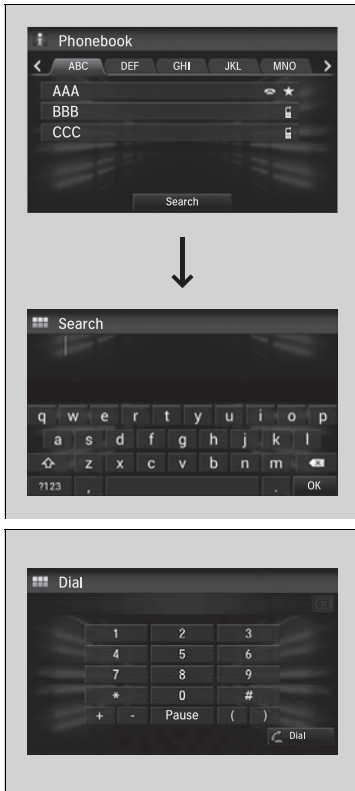 Phonebook
ABC DEF GHI JKL MNO
AAA
BBB
CCC
Search
Search
q w e r t y u i o p
a s d f g h j k l
z x c v b n m
?123 , . OK
Dial
1 2 3
4 5 6
7 8 9
* 0 #
+ - Pause ( )
Dial